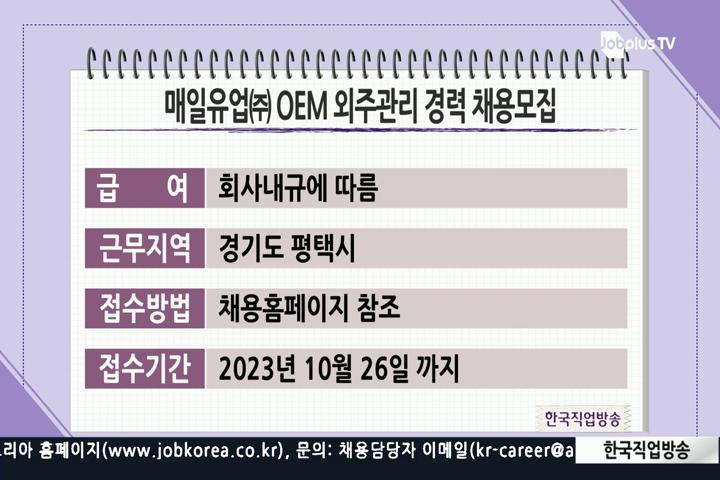 Jobplus TV
매일유업㈜ OEM 외주관리 경력 채용모집
급 여 회사내규에 따름
근무지역 경기도 평택시
접수방법 채용홈페이지 참조
접수기간 2023년 10월 26일 까지
한국직업방송
리아 홈페이지(www.jobkorea.co.kr), 문의: 채용담당자 이메일(kr-career@a
한국직업방송